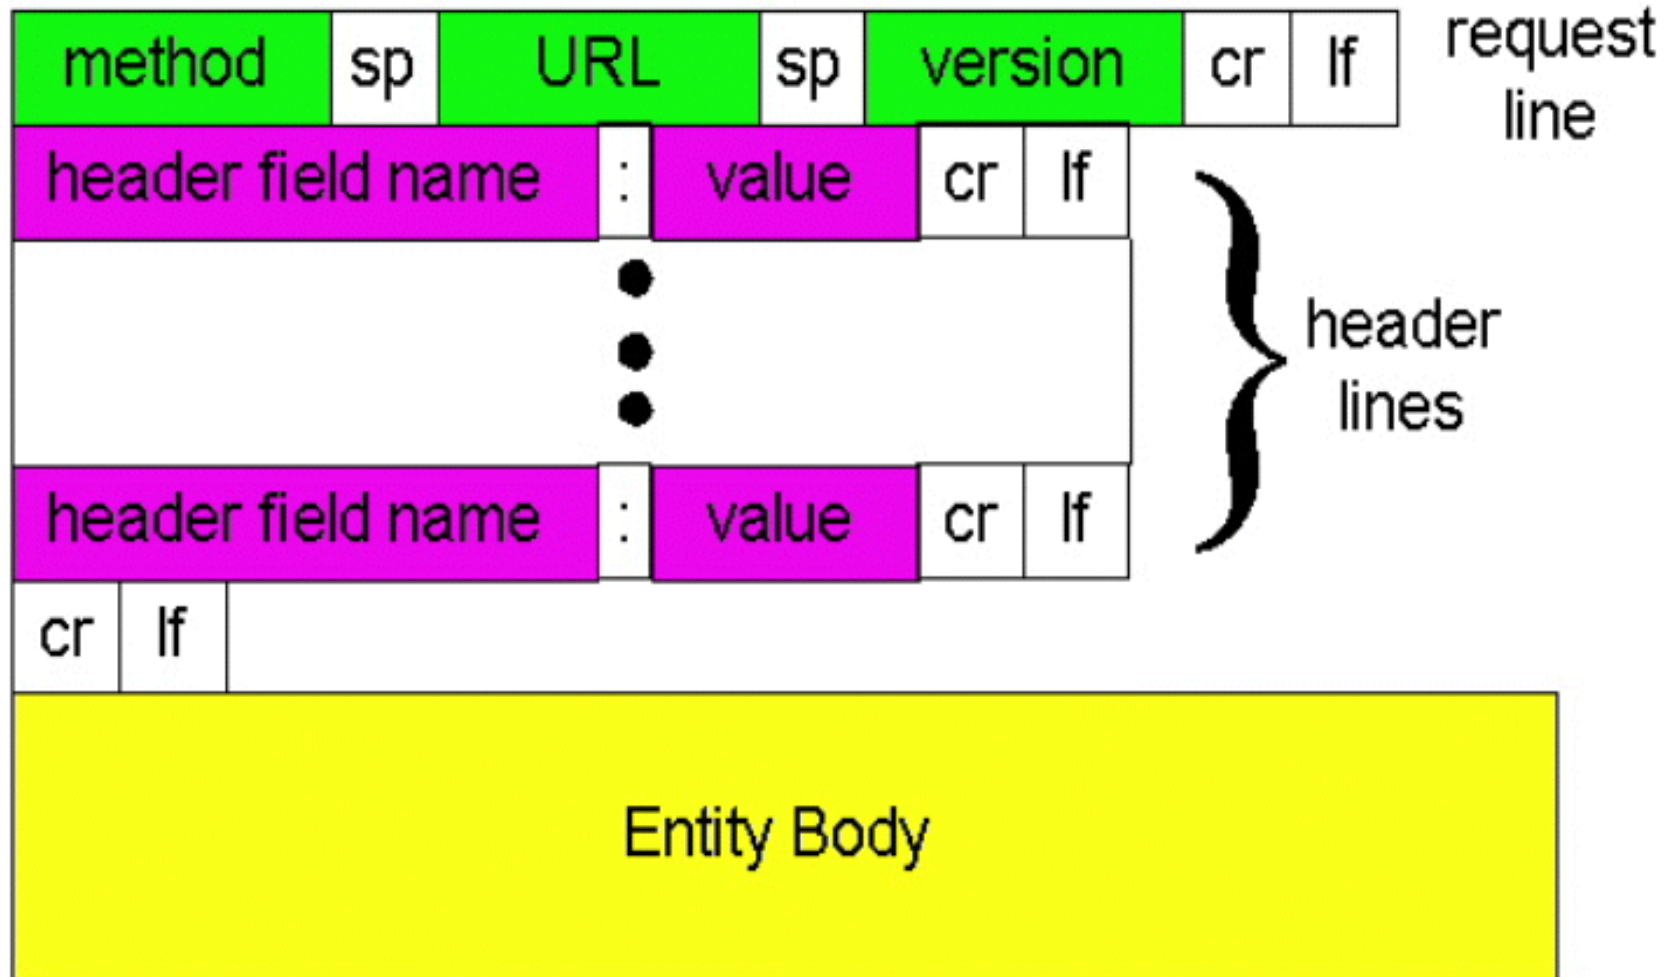 method sp URL sp version cr lf
request
line
header field name : value cr lf
header
lines
header field name : value cr lf
cr lf
Entity Body